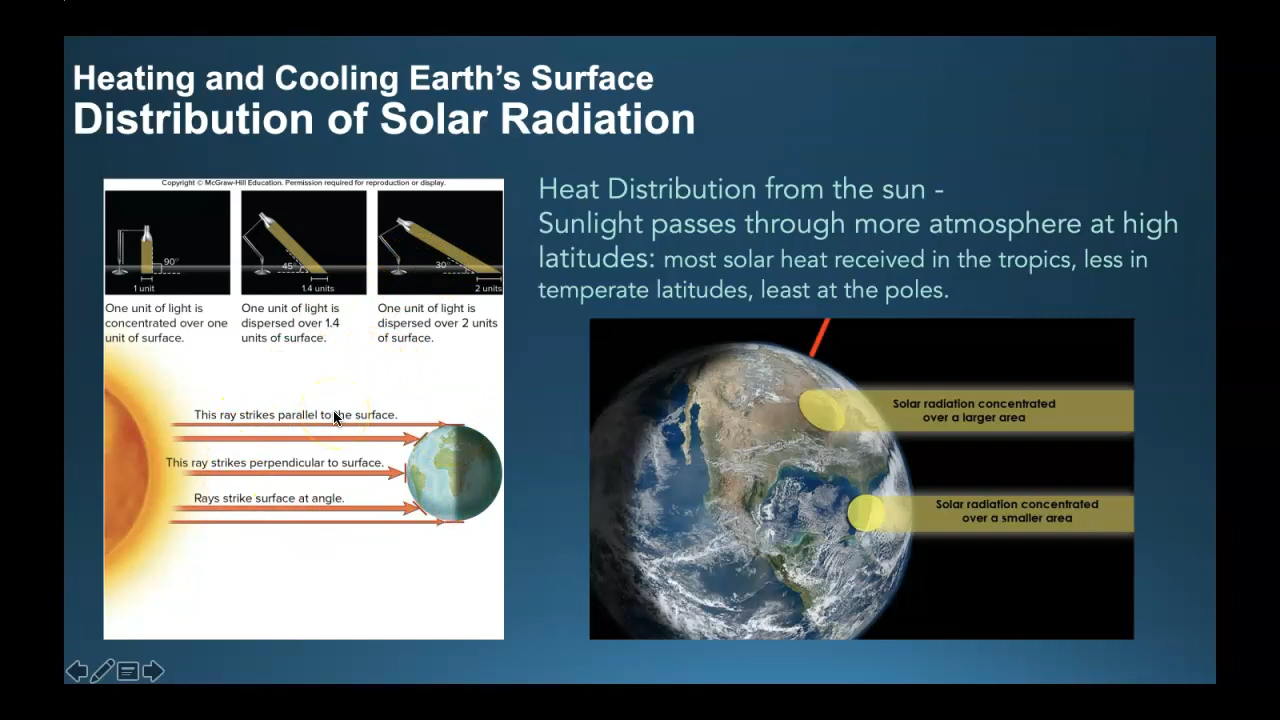 Heating and Cooling Earth's Surface
Distribution of Solar Radiation
Copyright © McGraw-Hill Education. Permission required for reproduction or display.
90°
1 unit
45°
1.4 units
30°
2 units
One unit of light is
concentrated over one
unit of surface.
One unit of light is
dispersed over 1.4
units of surface.
One unit of light is
dispersed over 2 units
of surface.
This ray strikes parallel to the surface.
This ray strikes perpendicular to surface.
Rays strike surface at angle.
Heat Distribution from the sun -
Sunlight passes through more atmosphere at high
latitudes: most solar heat received in the tropics, less in
temperate latitudes, least at the poles.
Solar radiation concentrated
over a larger area
Solar radiation concentrated
over a smaller area